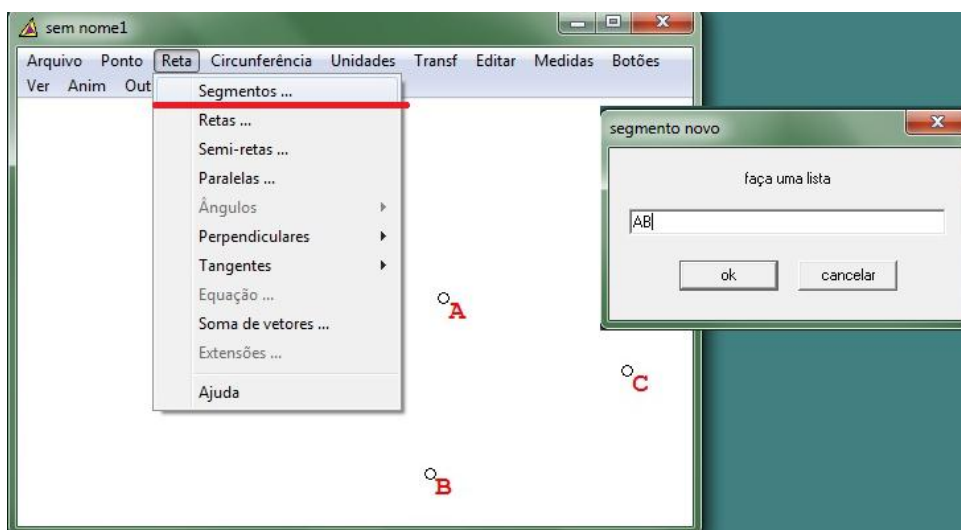 sem nome1
Arquivo Ponto Reta Circunferência Unidades Transf Editar Medidas Botões
Ver Anim Out
Segmentos ...
Retas ...
Semi-retas ...
Paralelas ...
Ângulos
Perpendiculares
Tangentes
Equação ...
Soma de vetores ...
Extensões ...
Ajuda
A
C
B
segmento novo
faça uma lista
AB
ok cancelar